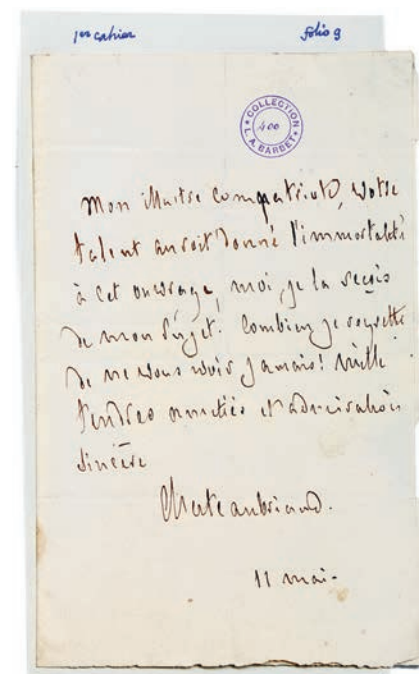 1er cahier folio 9
COLLECTION
400
* L. A. BARBET *
Mon illustre compatriote, votre
talent auroit donné l'immortalité
à cet ouvrage, moi, je la reçois
de mon sujet. Combien je regrette
de ne vous voir jamais! Mille
tendres amitiés et admiration
sincère
Chateaubriand.
11 mai-